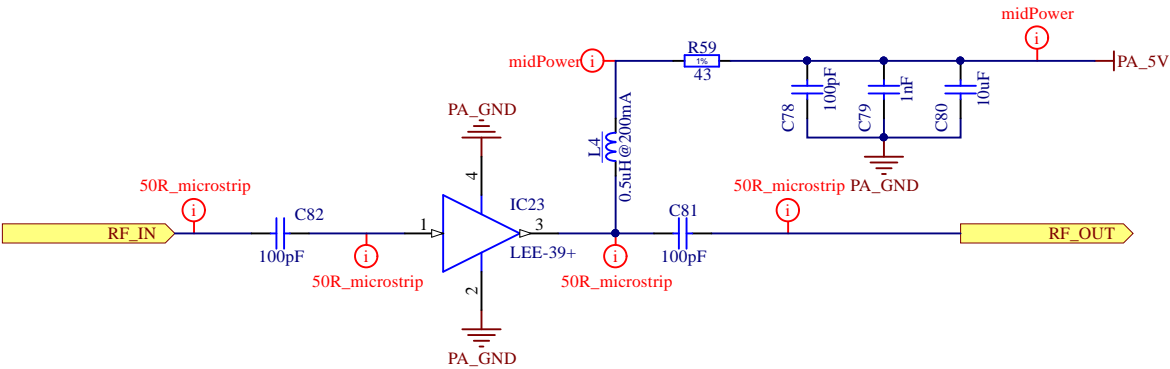 midPower
i
R59
midPower
i
1%
43
PA_5V
C78
100pF
C79
1nF
C80
10uF
PA_GND
L4
0.5uH@200mA
4
50R_microstrip
i
50R_microstrip
i
PA_GND
RF_IN
C82
100pF
1
IC23
3
LEE-39+
C81
100pF
RF_OUT
i
50R_microstrip
i
50R_microstrip
2
PA_GND